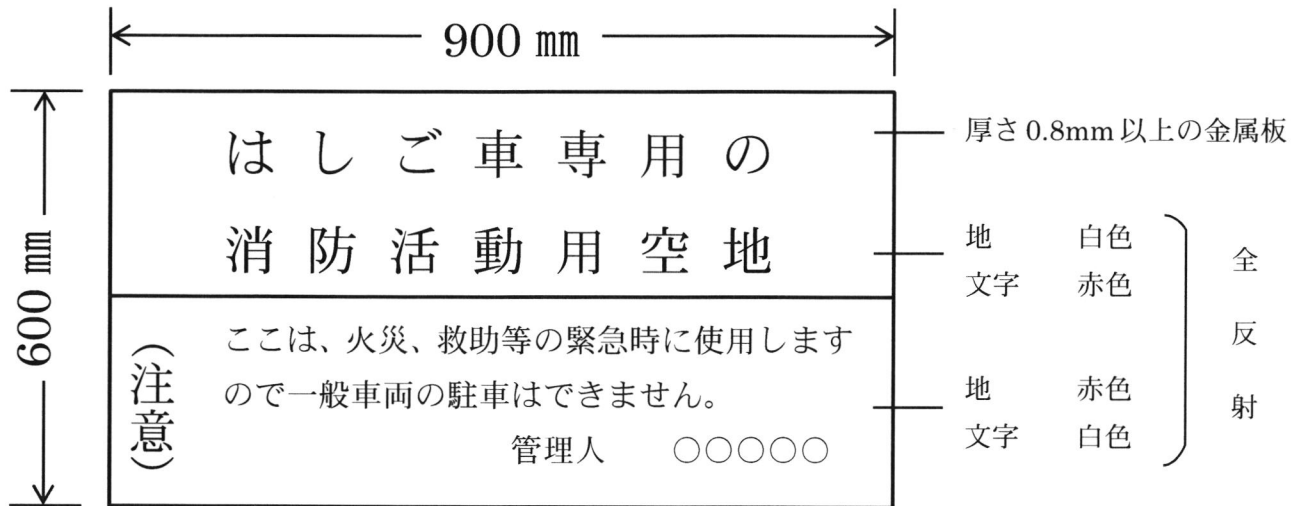 900 ㎜
600 ㎜
はしご車専用の
消防活動用空地
(注意)
ここは、火災、救助等の緊急時に使用します
ので一般車両の駐車はできません。
管理人 ○○○○○
厚さ0.8mm以上の金属板
地 白色
文字 赤色
地 赤色
文字 白色
全反射